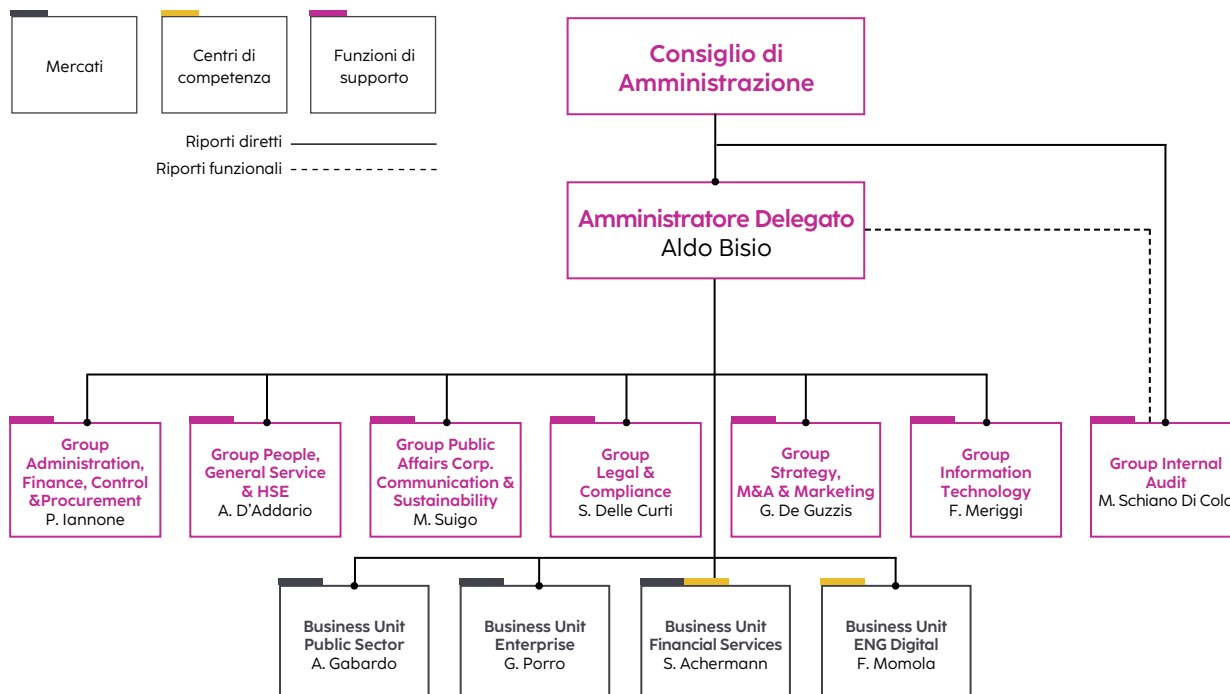 Mercati
Centri di
competenza
Funzioni di
supporto
Riporti diretti
Riporti funzionali
Consiglio di
Amministrazione
Amministratore Delegato
Aldo Bisio
Group
Administration,
Finance, Control
&Procurement
P. Iannone
Group People,
General Service
& HSE
A. D'Addario
Group Public
Affairs Corp.
Communication &
Sustainability
M. Suigo
Group
Legal &
Compliance
S. Delle Curti
Group
Strategy,
M&A & Marketing
G. De Guzzis
Group
Information
Technology
F. Meriggi
Group Internal
Audit
M. Schiano Di Cola
Business Unit
Public Sector
A. Gabardo
Business Unit
Enterprise
G. Porro
Business Unit
Financial Services
S. Achermann
Business Unit
ENG Digital
F. Momola